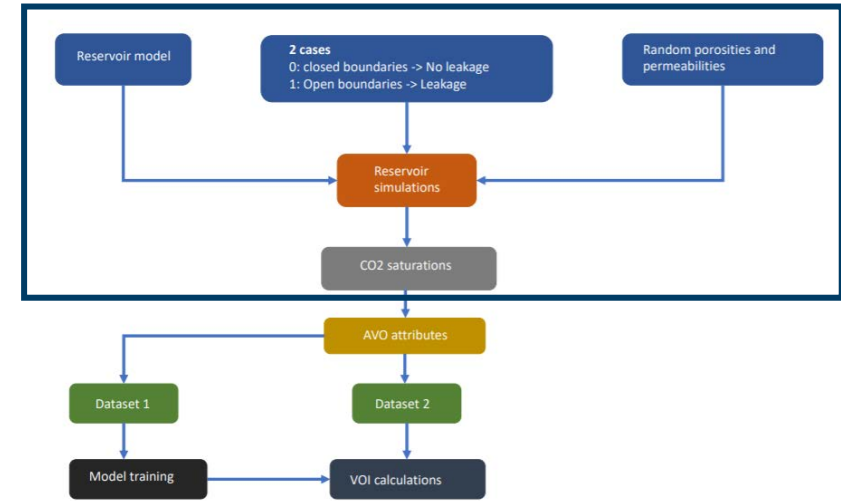 Reservoir model
2 cases
0: closed boundaries -> No leakage
1: Open boundaries -> Leakage
Random porosities and
permeabilities
Reservoir
simulations
CO2 saturations
AVO attributes
Dataset 1
Dataset 2
Model training
VOI calculations